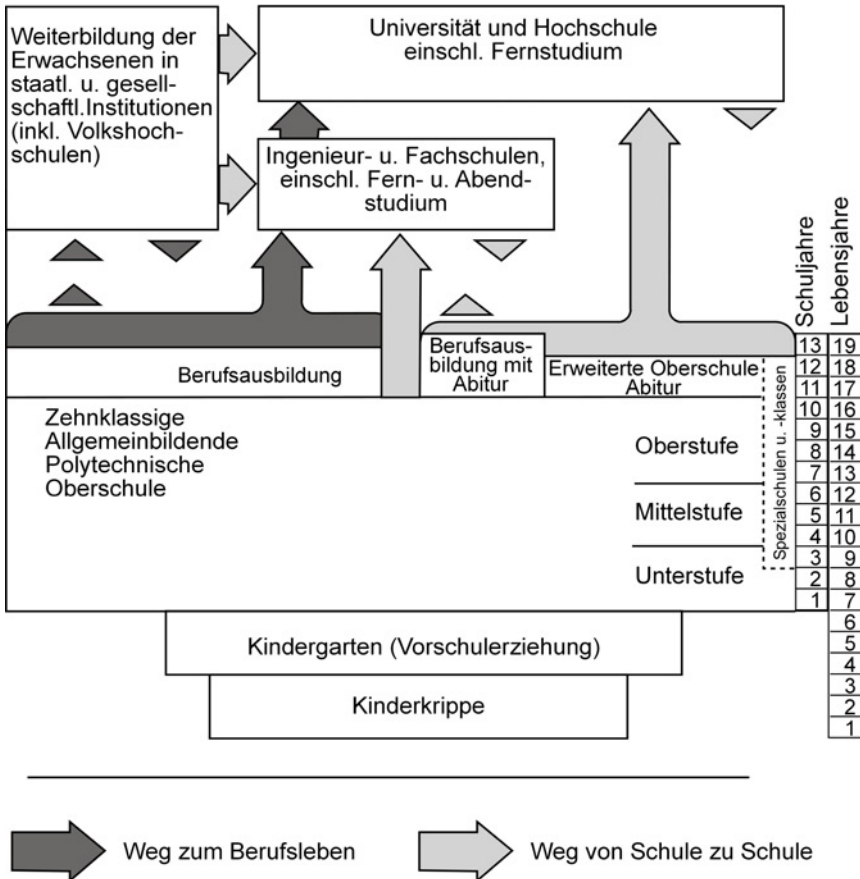 Weiterbildung der
Erwachsenen in
staatl. u. gesell-
schaftl.Institutionen
(inkl. Volkshoch-
schulen)
Universität und Hochschule
einschl. Fernstudium
Ingenieur- u. Fachschulen,
einschl. Fern- u. Abend-
studium
Schuljahre
Lebensjahre
Berufsausbildung
Berufsaus-
bildung mit
Abitur
Erweiterte Oberschule
Abitur
Zehnklassige
Allgemeinbildende
Polytechnische
Oberschule
Oberstufe
Mittelstufe
Unterstufe
Spezialschulen u. -klassen
13 19
12 18
11 17
10 16
9 15
8 14
7 13
6 12
5 11
4 10
3 9
2 8
1 7
6
5
4
3
2
1
Kindergarten (Vorschulerziehung)
Kinderkrippe
Weg zum Berufsleben
Weg von Schule zu Schule